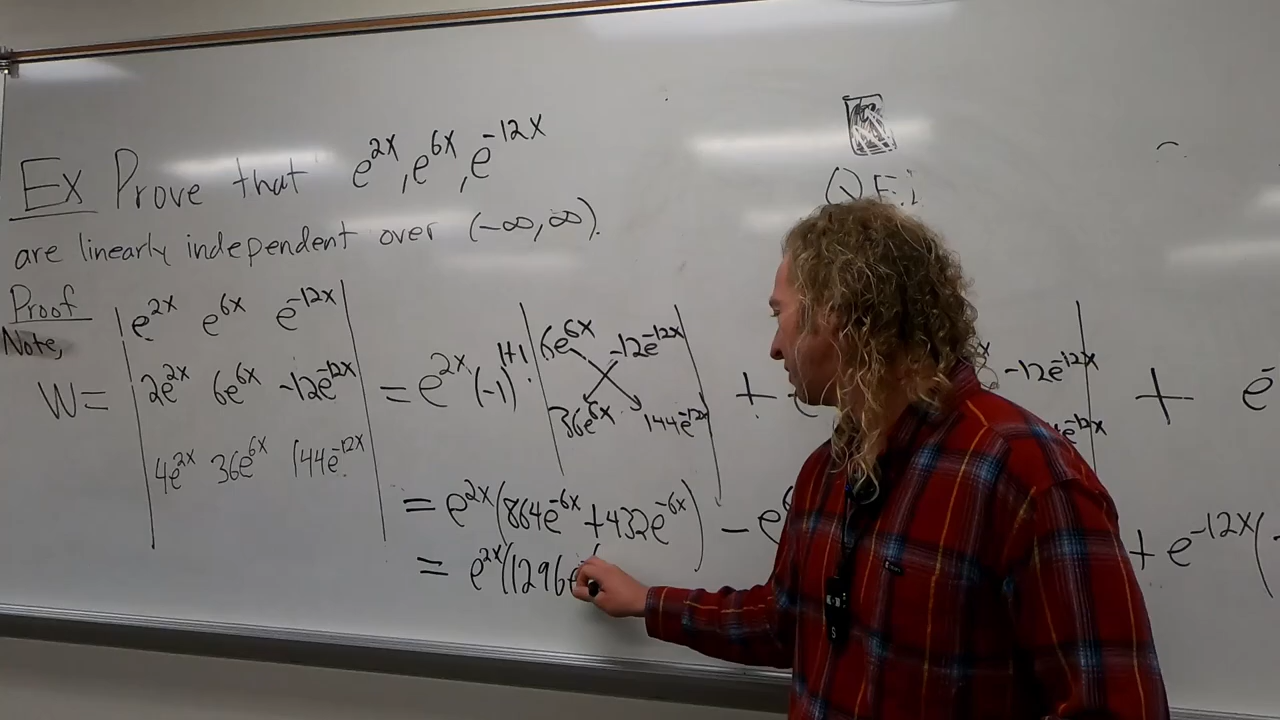 Ex Prove that e^{2x}, e^{6x}, e^{-12x}
are linearly independent over (-∞, ∞).
Proof
Note,
W = | e^{2x} e^{6x} e^{-12x} |
| 2e^{2x} 6e^{6x} -12e^{-12x} |
| 4e^{2x} 36e^{6x} 144e^{-12x} |
= e^{2x} (-1)^{1+1} · | 6e^{6x} -12e^{-12x} |
| 36e^{6x} 144e^{-12x} |
+ -12e^{-12x} + e^-
= e^{2x}(864e^{-6x} + 432e^{-6x}) - e + e^{-12x}(
= e^{2x}(1296e